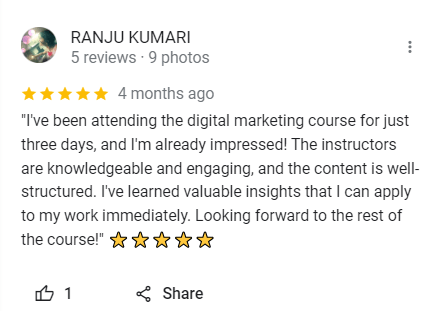 RANJU KUMARI
5 reviews · 9 photos
4 months ago
"I've been attending the digital marketing course for just
three days, and I'm already impressed! The instructors
are knowledgeable and engaging, and the content is well-
structured. I've learned valuable insights that I can apply
to my work immediately. Looking forward to the rest of
the course!" ⭐⭐⭐⭐⭐
1 Share